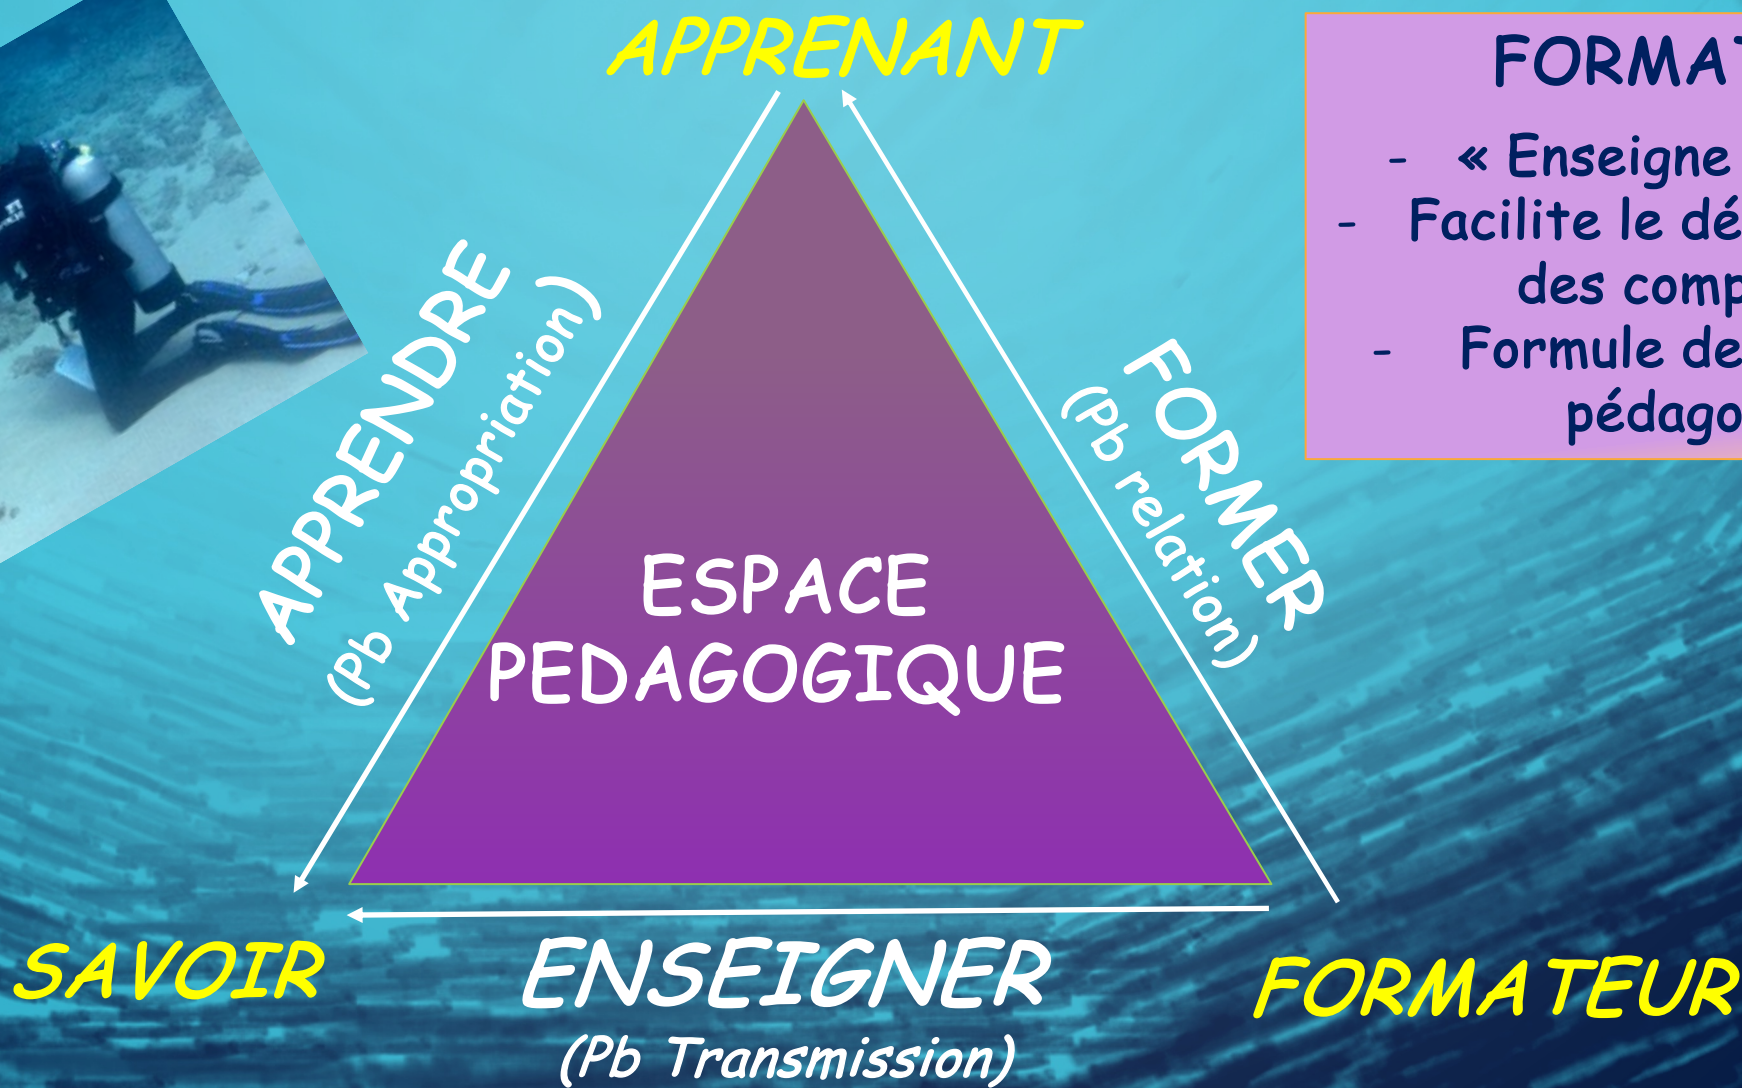 APPRENANT
FORMAT
- « Enseigne
- Facilite le dé
des comp
- Formule de
pédago
APPRENDRE
(Pb Appropriation)
FORMER
(Pb relation)
ESPACE
PEDAGOGIQUE
SAVOIR
ENSEIGNER
(Pb Transmission)
FORMATEUR